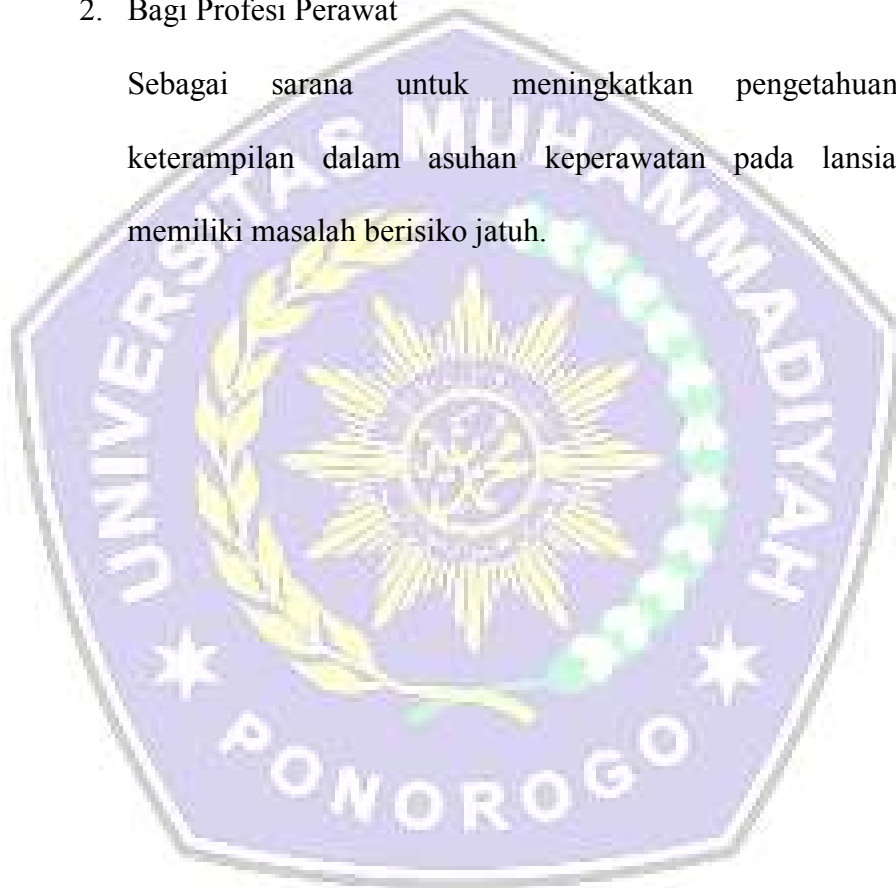 2. Bagi Profesi Perawat
Sebagai sarana untuk meningkatkan pengetahuan
keterampilan dalam asuhan keperawatan pada lansia
memiliki masalah berisiko jatuh.
UNIVERSITAS MUHAMMADIYAH
PONOROGO